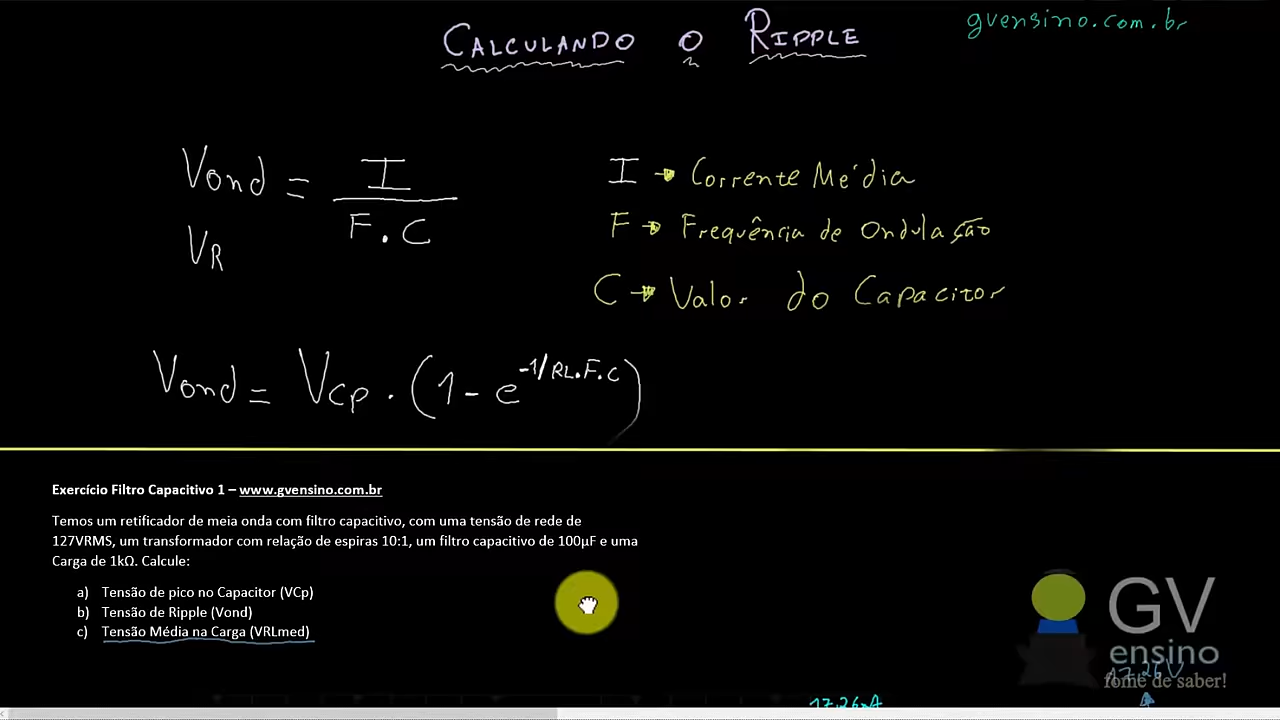 CALCULANDO O RIPPLE
gvensino.com.br
Vond = I / F.C
VR
I → Corrente Média
F → Frequência de Ondulação
C → Valor do Capacitor
Vond = Vcp . (1 - e^-1/RL.F.C)
Exercício Filtro Capacitivo 1 – www.gvensino.com.br
Temos um retificador de meia onda com filtro capacitivo, com uma tensão de rede de
127VRMS, um transformador com relação de espiras 10:1, um filtro capacitivo de 100µF e uma
Carga de 1kΩ. Calcule:
a) Tensão de pico no Capacitor (VCp)
b) Tensão de Ripple (Vond)
c) Tensão Média na Carga (VRLmed)
GV
ensino
fome de saber!
17.26V
17.26mA